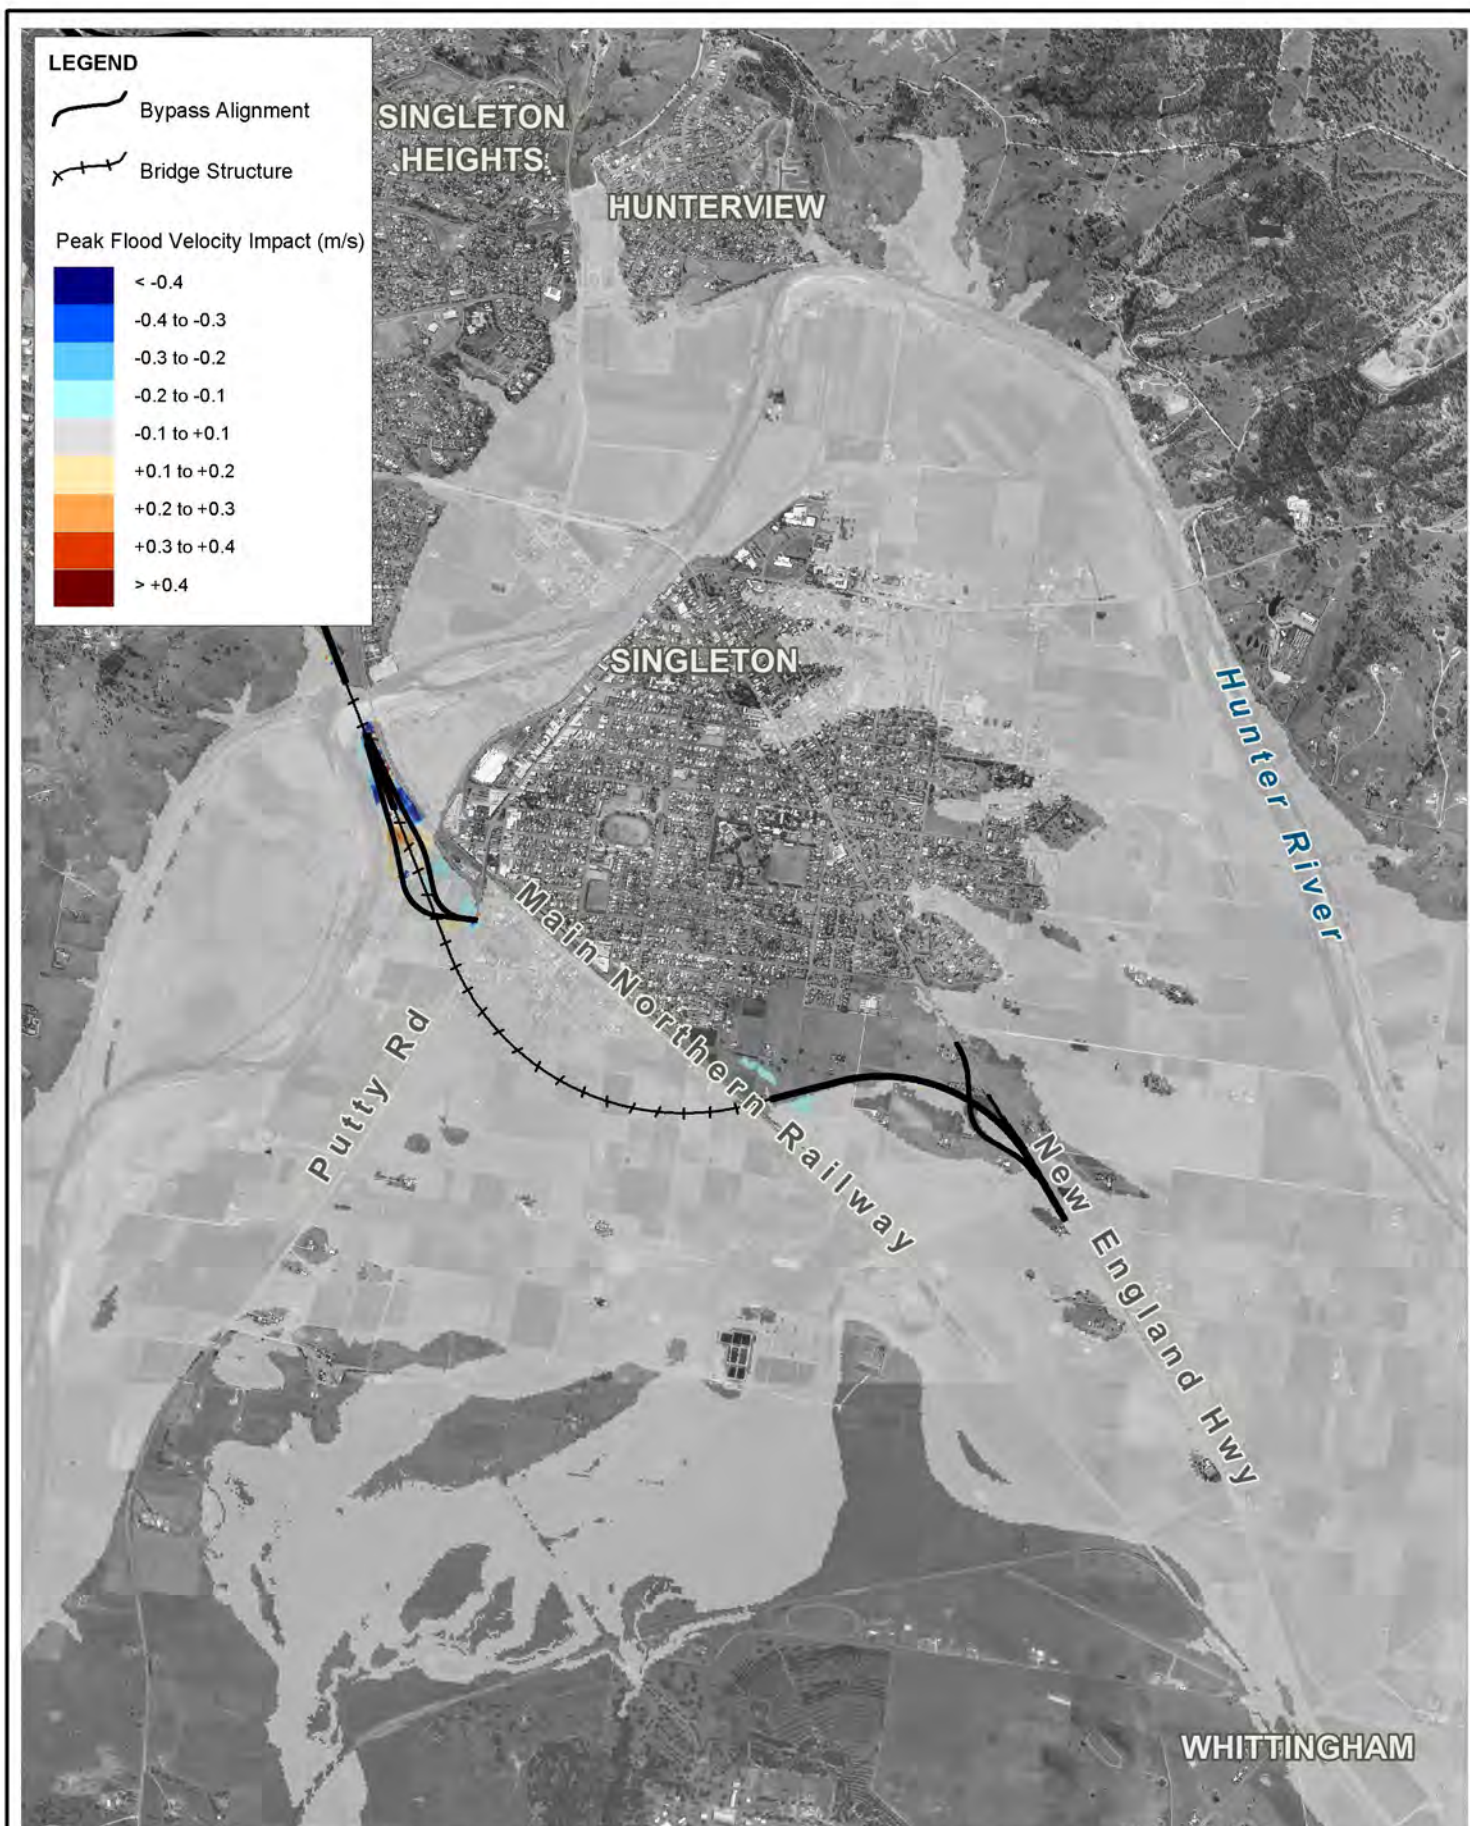 LEGEND
Bypass Alignment
Bridge Structure
Peak Flood Velocity Impact (m/s)
< -0.4
-0.4 to -0.3
-0.3 to -0.2
-0.2 to -0.1
-0.1 to +0.1
+0.1 to +0.2
+0.2 to +0.3
+0.3 to +0.4
> +0.4
SINGLETON
HEIGHTS
HUNTERVIEW
SINGLETON
Hunter River
Main Northern Railway
Putty Rd
New England Hwy
WHITTINGHAM